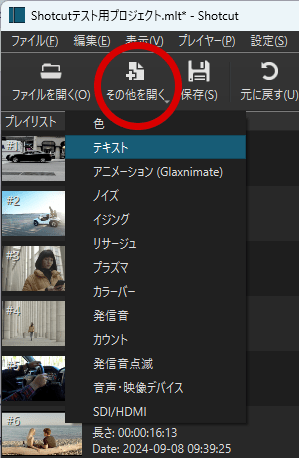 Shotcutテスト用プロジェクト.mlt* - Shotcut
ファイル(F) 編集(E) 表示(V) プレイヤー(P) 設定(S)
ファイルを開く(O) その他を開く 保存(S) 元に戻す(U)
プレイリスト
#1
#2
#3
#4
#5
#6
色
テキスト
アニメーション (Glaxnimate)
ノイズ
イジング
リサージュ
プラズマ
カラーバー
発信音
カウント
発信音点滅
音声・映像デバイス
SDI/HDMI
長さ: 00:00:16:13
Date: 2024-09-08 09:39:25